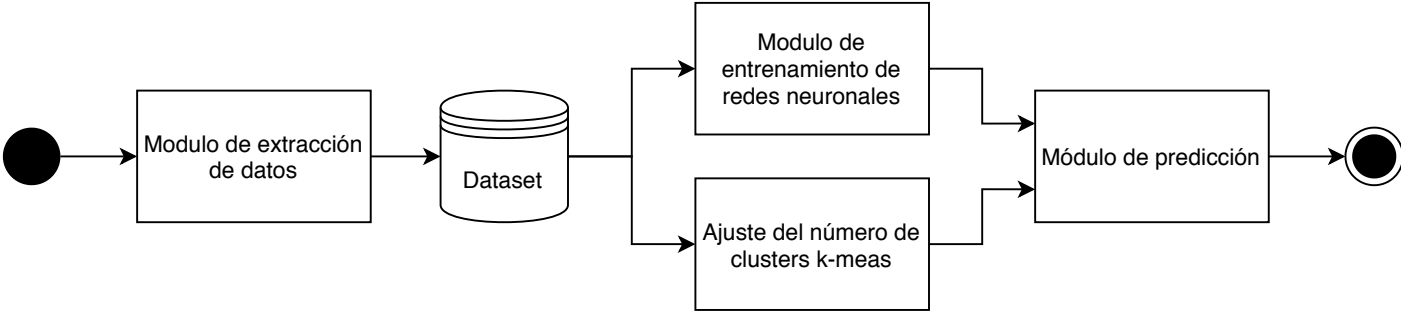 Modulo de extracción
de datos
Dataset
Modulo de
entrenamiento de
redes neuronales
Ajuste del número de
clusters k-meas
Módulo de predicción